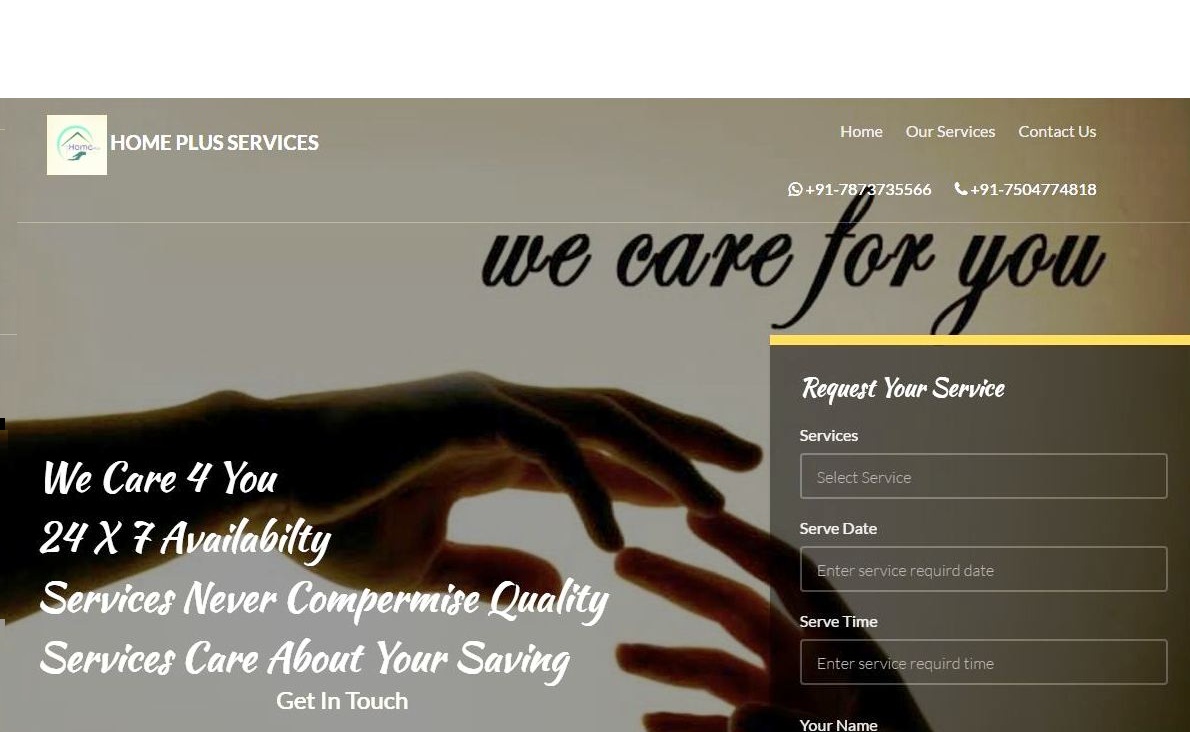 Home
HOME PLUS SERVICES
Home Our Services Contact Us
+91-7873735566 +91-7504774818
we care for you
Request Your Service
Services
Select Service
Serve Date
Enter service requird date
Serve Time
Enter service requird time
Your Name
We Care 4 You
24 X 7 Availabilty
Services Never Compermise Quality
Services Care About Your Saving
Get In Touch